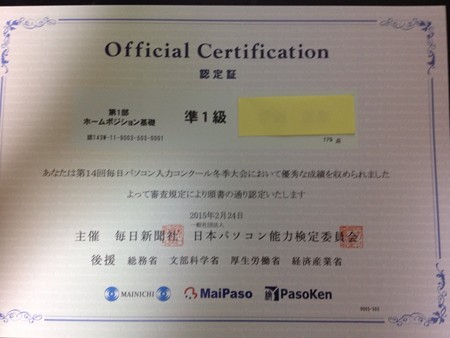 Official Certification
認定証
第1部
ホームポジション基礎
準1級
179 点
あなたは第14回毎日パソコン入力コンクール冬季大会において優秀な成績を収められました
よって審査規定により頭書の通り認定いたします
2015年2月24日
一般社団法人
主催 毎日新聞社 日本パソコン能力検定委員会
後援 総務省 文部科学省 厚生労働省 経済産業省
MAINICHI
MaiPaso
PasoKen